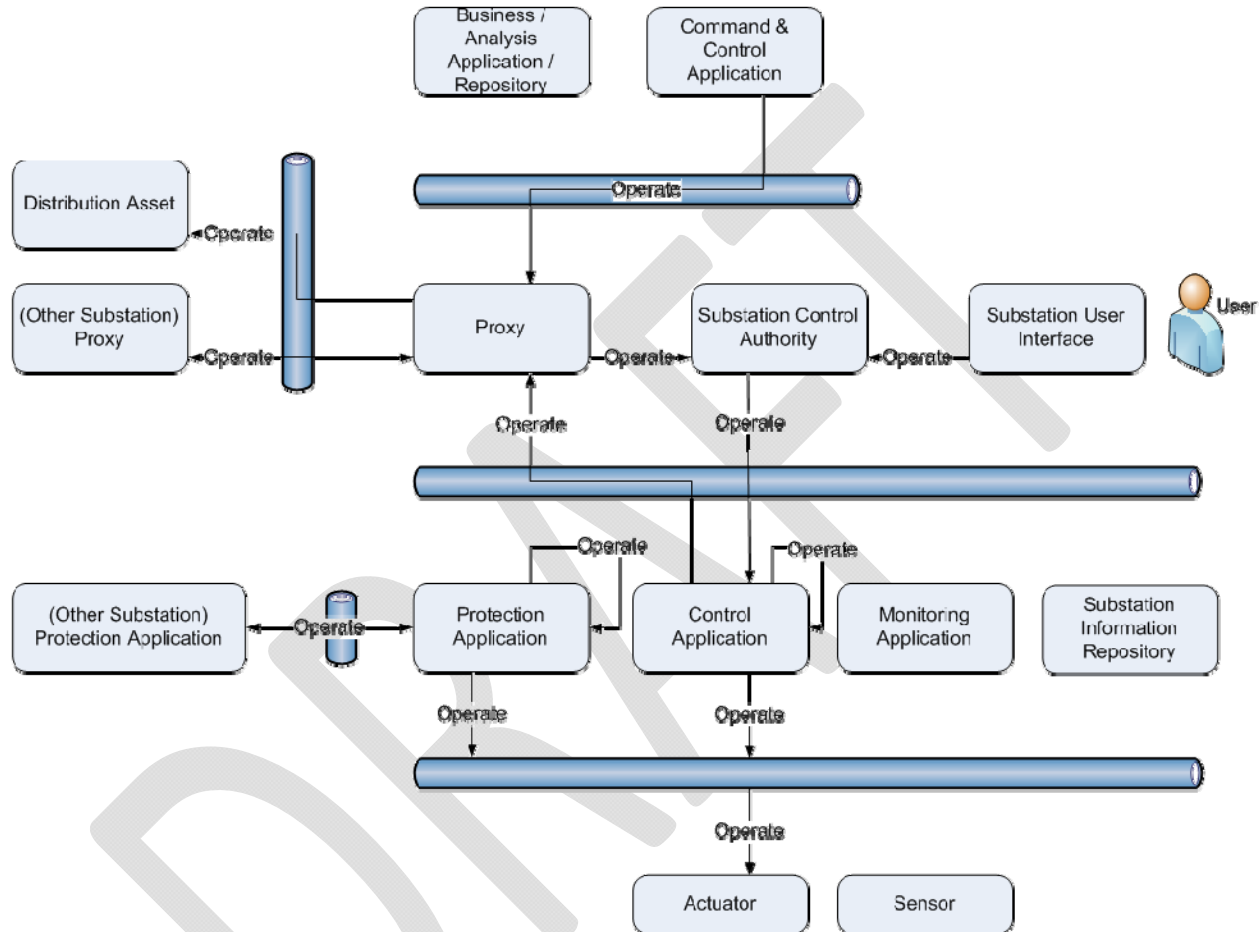 Business /
Analysis
Application /
Repository
Command &
Control
Application
Operate
Distribution Asset
Operate
(Other Substation)
Proxy
Operate
Proxy
Operate
Substation Control
Authority
Operate
Substation User
Interface
User
Operate
Operate
Operate
Operate
(Other Substation)
Protection Application
Operate
Protection
Application
Control
Application
Monitoring
Application
Substation
Information
Repository
Operate
Operate
Operate
Actuator
Sensor
DRAFT